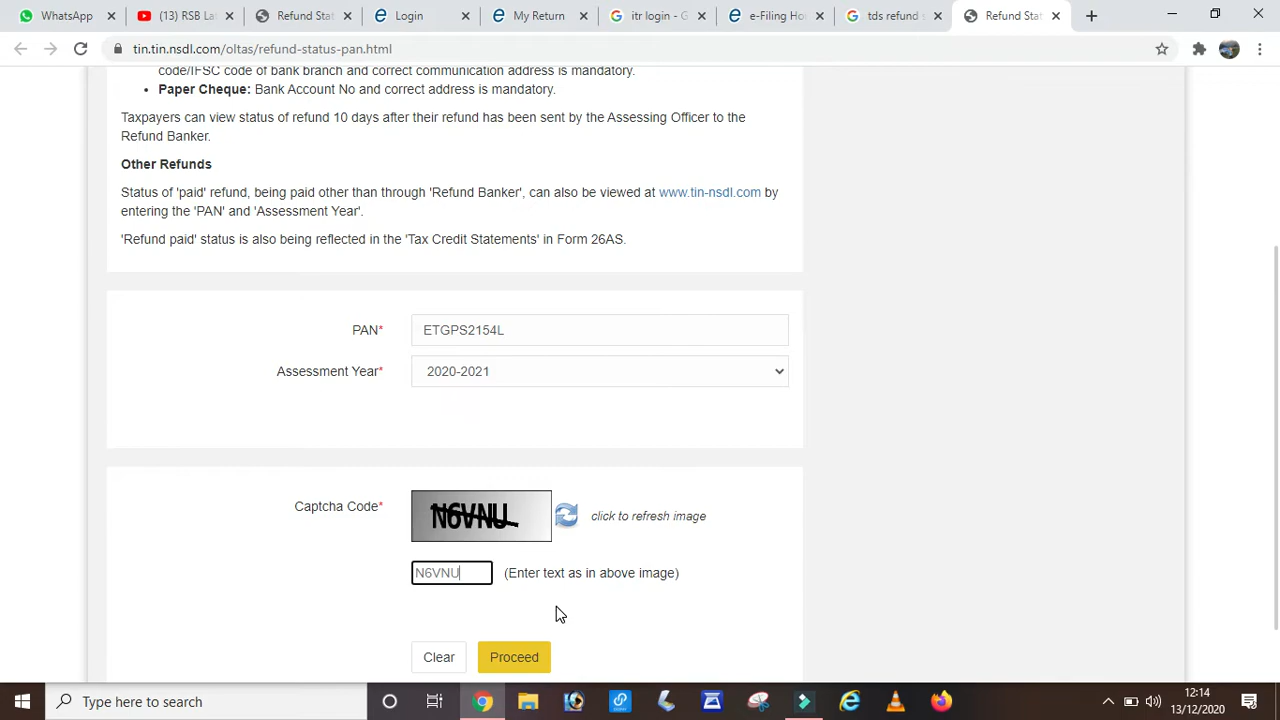 WhatsApp
(13) RSB La
Refund Sta
Login
My Return
itr login - G
e-Filing Ho
tds refund
Refund Sta
tin.tin.nsdl.com/oltas/refund-status-pan.html
code/IFSC code of bank branch and correct communication address is mandatory.
• Paper Cheque: Bank Account No and correct address is mandatory.
Taxpayers can view status of refund 10 days after their refund has been sent by the Assessing Officer to the
Refund Banker.
Other Refunds
Status of 'paid' refund, being paid other than through 'Refund Banker', can also be viewed at www.tin-nsdl.com by
entering the 'PAN' and 'Assessment Year'.
'Refund paid' status is also being reflected in the 'Tax Credit Statements' in Form 26AS.
PAN* ETGPS2154L
Assessment Year* 2020-2021
Captcha Code* N6VNU click to refresh image
N6VNU (Enter text as in above image)
Clear Proceed
Type here to search
12:14
13/12/2020